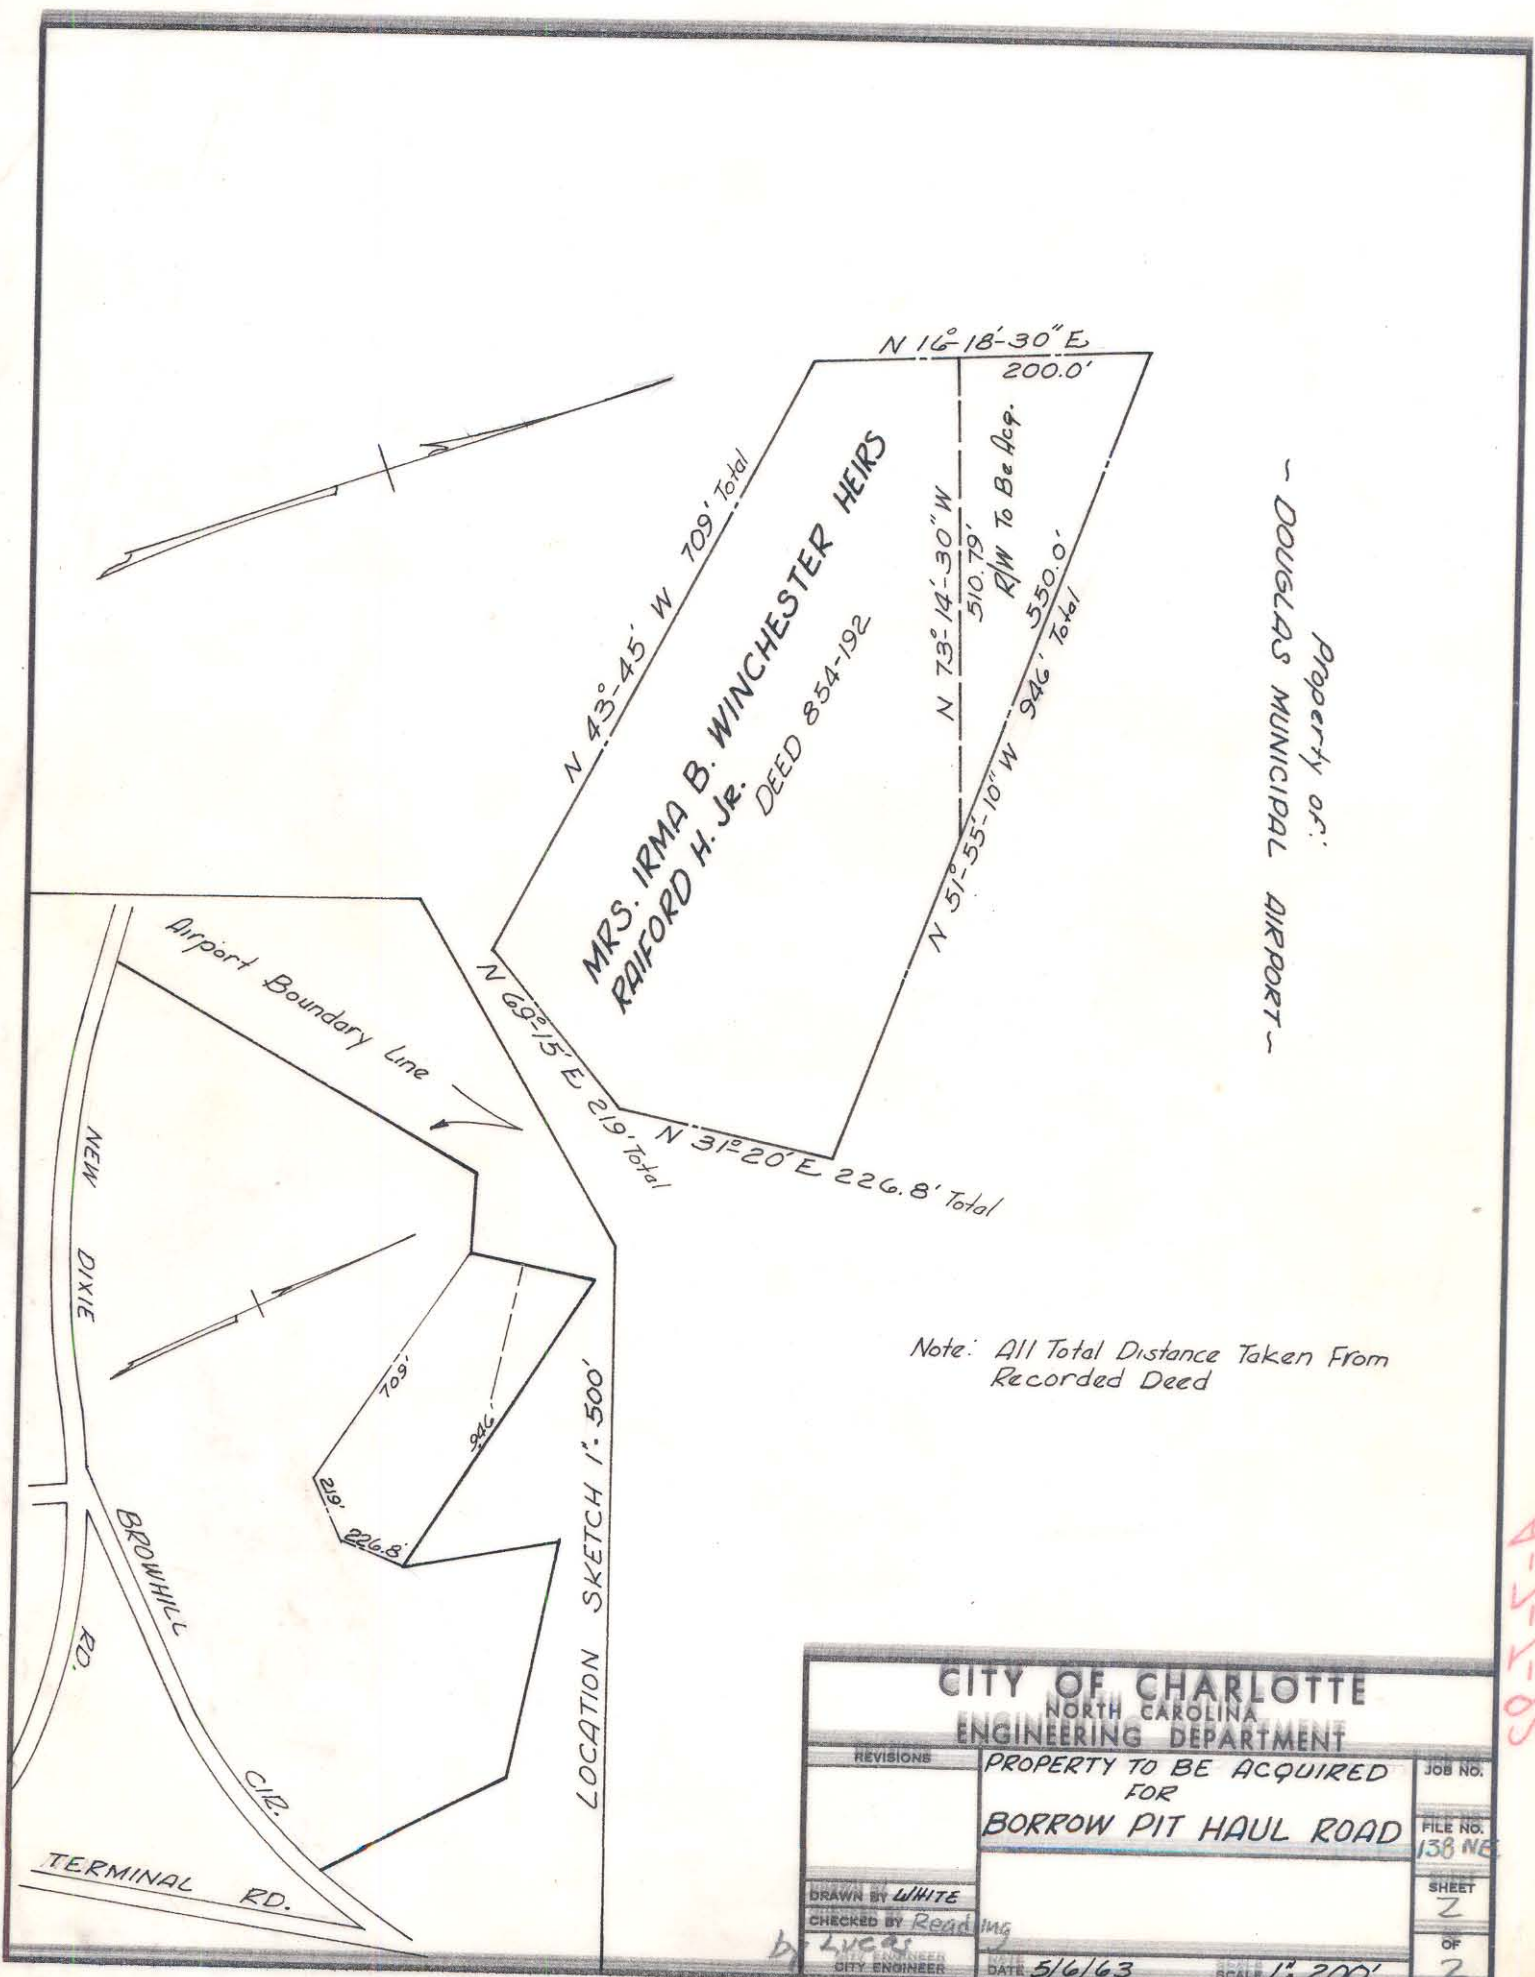 N 16°-18'-30" E
200.0'
R/W To Be Acq.
N 73°-14'-30" W
510.79'
550.0'
N 51°-55'-10" W 946' Total
N 43°-45' W 709' Total
MRS. IRMA B. WINCHESTER HEIRS
RAIFORD H. JR.
DEED 854-192
N 69°-15' E 219' Total
N 31°-20' E 226.8' Total
Property of:
~ DOUGLAS MUNICIPAL AIRPORT ~
Airport Boundary Line
NEW DIXIE RD.
709'
946'
219'
226.8'
BROWHILL CIR.
TERMINAL RD.
LOCATION SKETCH 1": 500'
Note: All Total Distance Taken From
Recorded Deed
CITY OF CHARLOTTE
NORTH CAROLINA
ENGINEERING DEPARTMENT
REVISIONS
PROPERTY TO BE ACQUIRED
FOR
BORROW PIT HAUL ROAD
JOB NO.
FILE NO.
138 NE
SHEET
2
OF
2
DRAWN BY WHITE
CHECKED BY Reading
by Lucas
CITY ENGINEER
DATE 5/6/63
SCALE 1": 200'